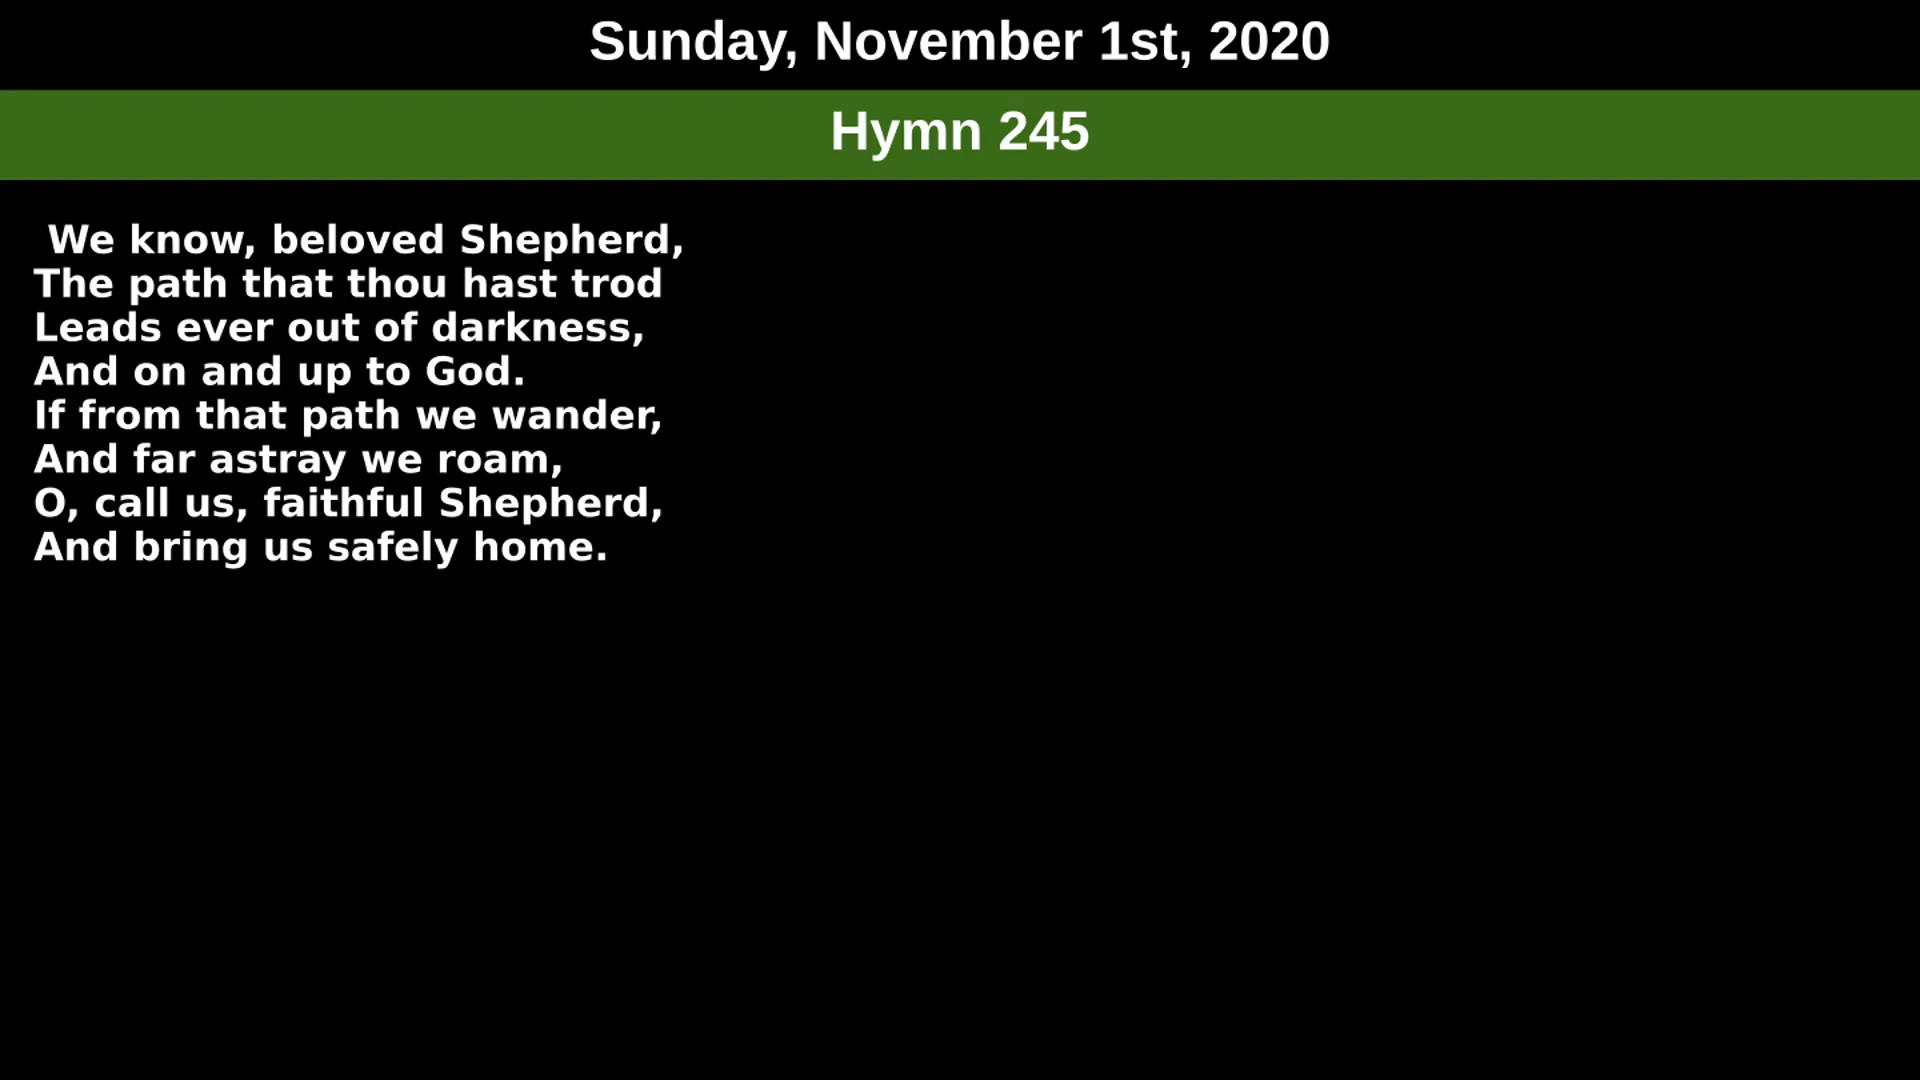 Sunday, November 1st, 2020
Hymn 245
We know, beloved Shepherd,
The path that thou hast trod
Leads ever out of darkness,
And on and up to God.
If from that path we wander,
And far astray we roam,
O, call us, faithful Shepherd,
And bring us safely home.